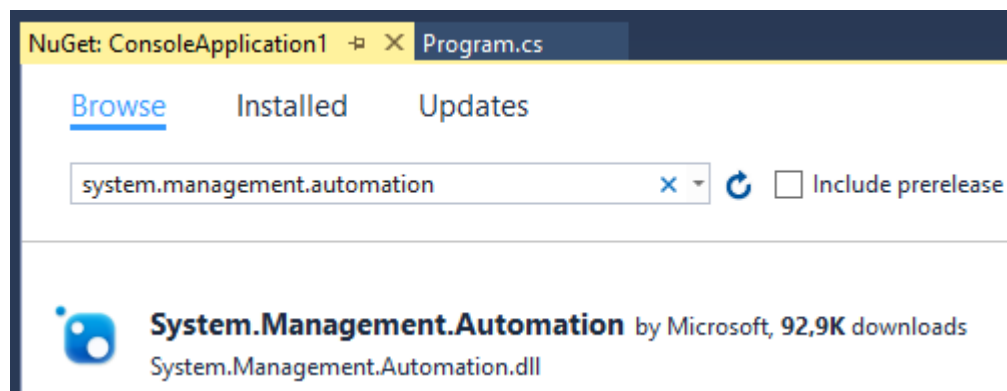 NuGet: ConsoleApplication1 Program.cs
Browse Installed Updates
system.management.automation Include prerelease
System.Management.Automation by Microsoft, 92,9K downloads
System.Management.Automation.dll